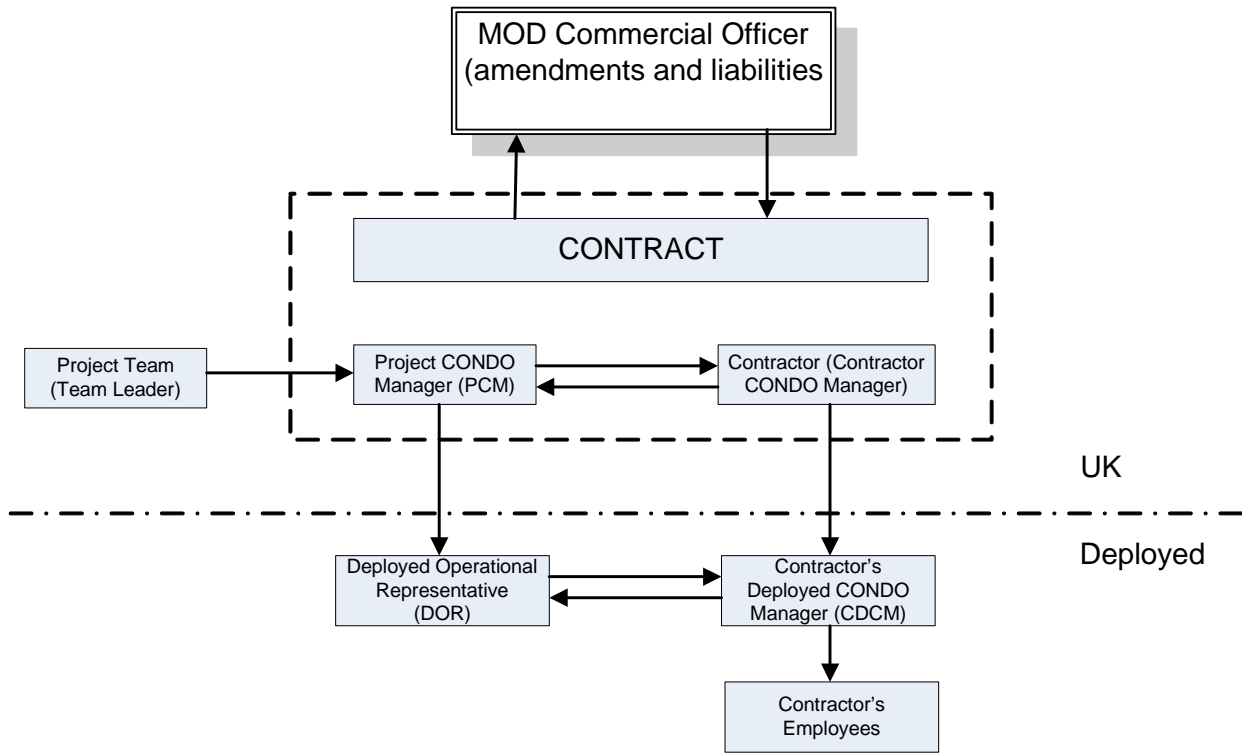 MOD Commercial Officer
(amendments and liabilities
CONTRACT
Project Team
(Team Leader)
Project CONDO
Manager (PCM)
Contractor (Contractor
CONDO Manager)
UK
Deployed
Deployed Operational
Representative
(DOR)
Contractor's
Deployed CONDO
Manager (CDCM)
Contractor's
Employees